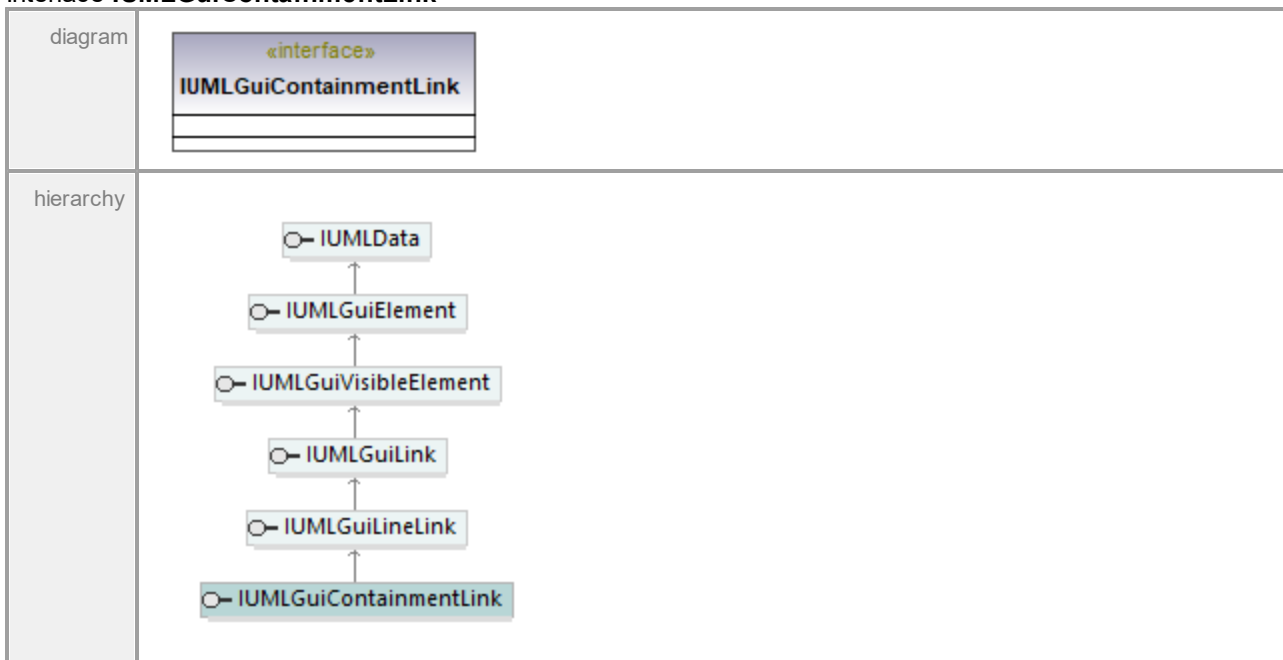 interface IUMLGuiContainmentLink
diagram
«interface»
IUMLGuiContainmentLink
hierarchy
IUMLData
IUMLGuiElement
IUMLGuiVisibleElement
IUMLGuiLink
IUMLGuiLineLink
IUMLGuiContainmentLink